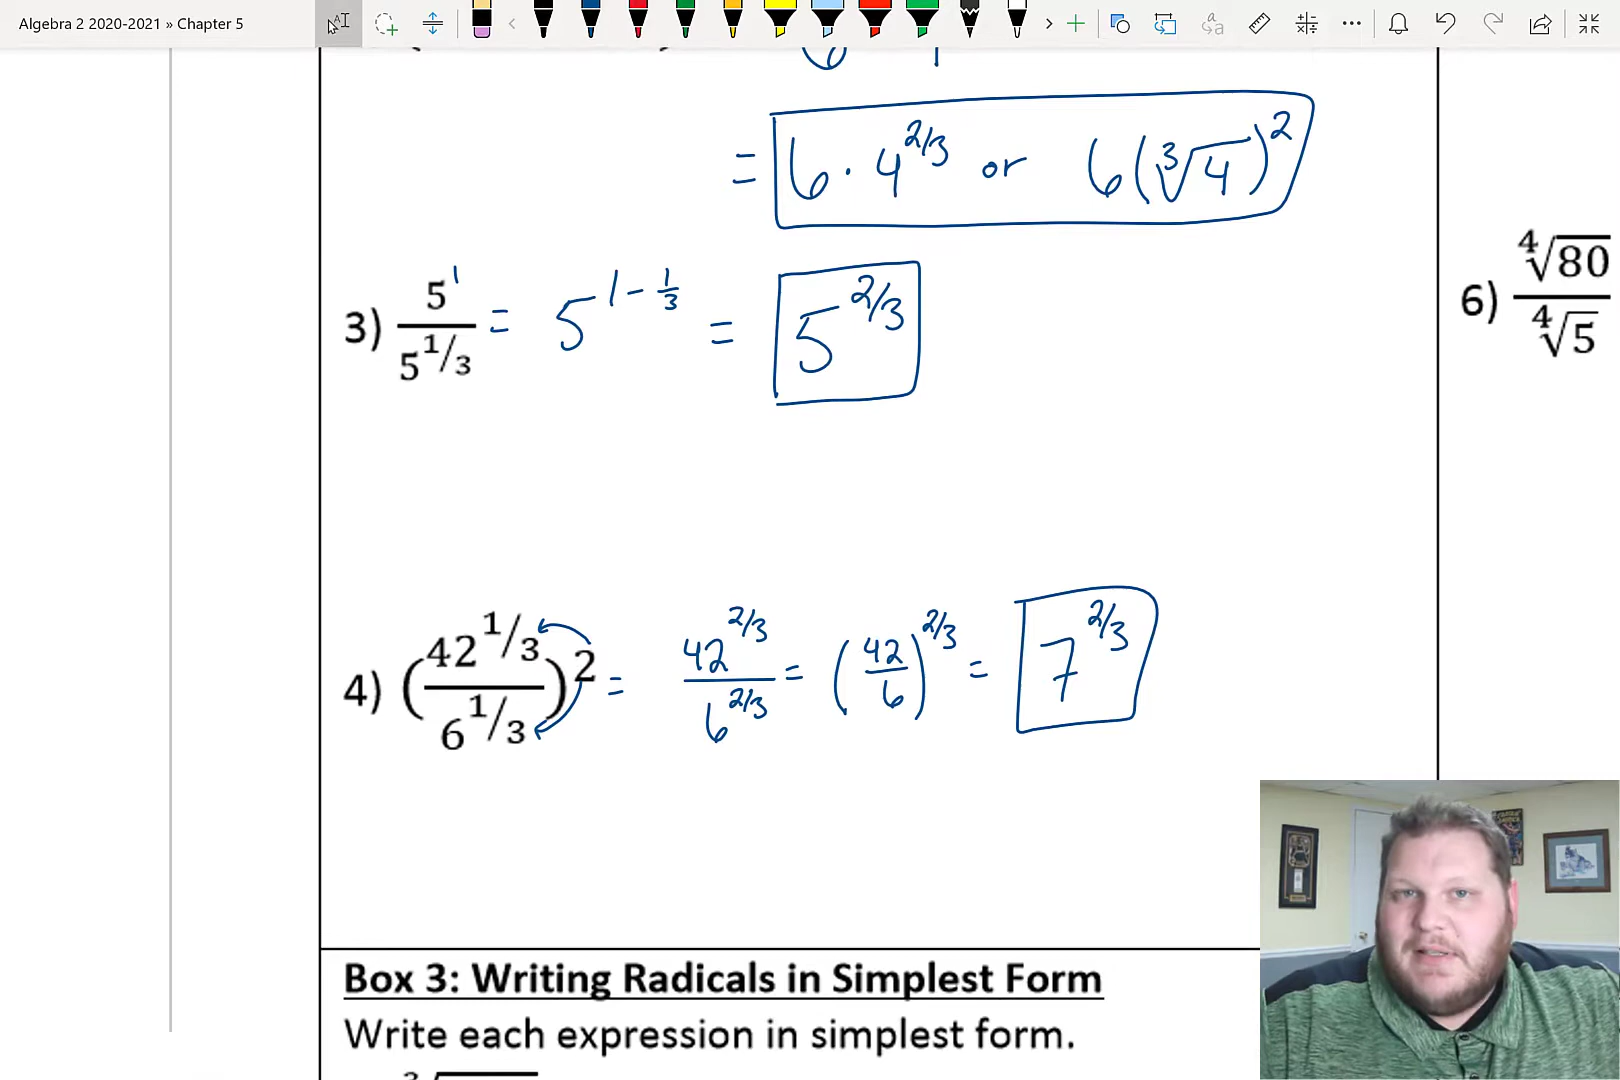 Algebra 2 2020-2021 » Chapter 5
= 6 · 4^{2/3} or 6(∛4)^2
3) 5^1/5^{1/3} = 5^{1 - 1/3} = 5^{2/3}
6) ∜80/∜5
4) (42^{1/3}/6^{1/3})^2 = 42^{2/3}/6^{2/3} = (42/6)^{2/3} = 7^{2/3}
Box 3: Writing Radicals in Simplest Form
Write each expression in simplest form.